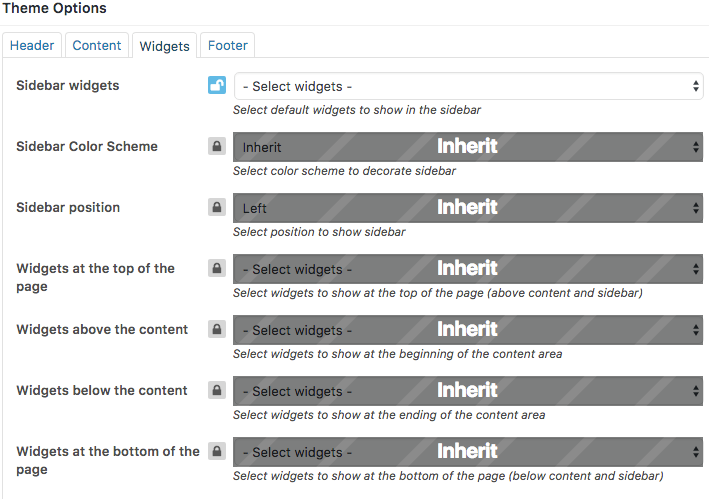 Theme Options
Header Content Widgets Footer
Sidebar widgets - Select widgets -
Select default widgets to show in the sidebar
Sidebar Color Scheme Inherit Inherit
Select color scheme to decorate sidebar
Sidebar position Left Inherit
Select position to show sidebar
Widgets at the top of the page - Select widgets - Inherit
Select widgets to show at the top of the page (above content and sidebar)
Widgets above the content - Select widgets - Inherit
Select widgets to show at the beginning of the content area
Widgets below the content - Select widgets - Inherit
Select widgets to show at the ending of the content area
Widgets at the bottom of the page - Select widgets - Inherit
Select widgets to show at the bottom of the page (below content and sidebar)